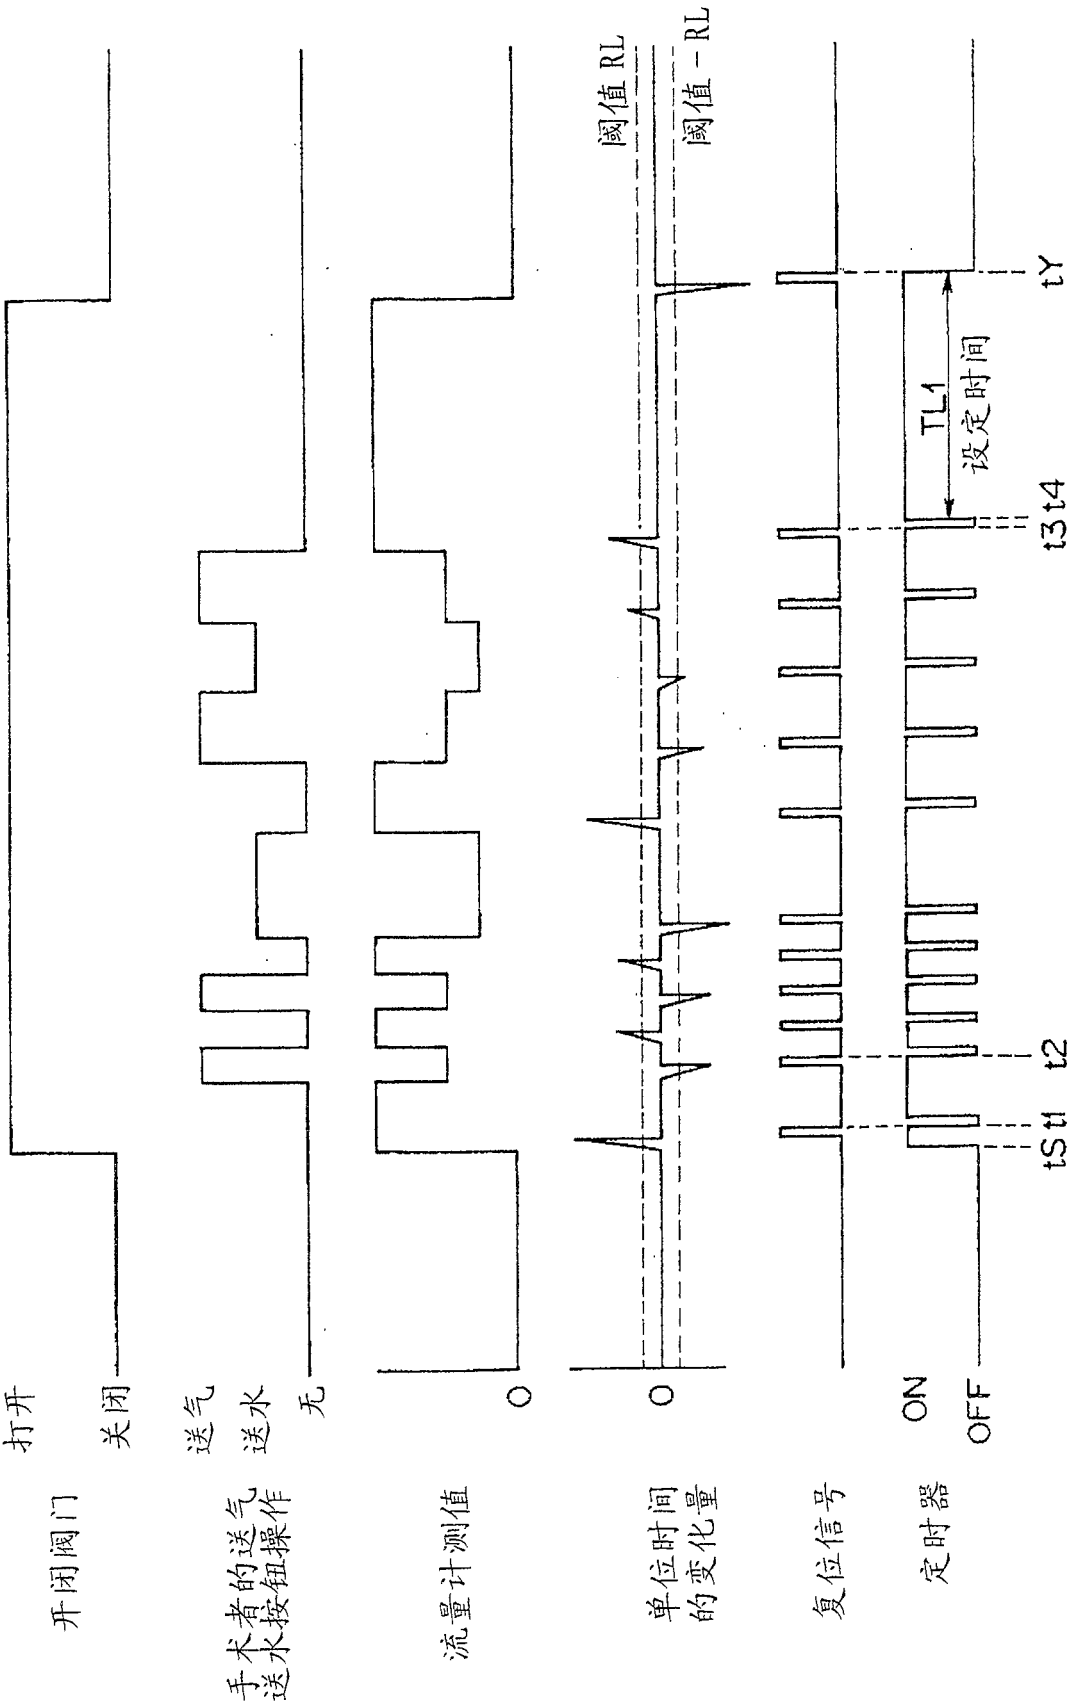 开闭阀门
打开
关闭
手术者的送气
送水按钮操作
送气
送水
无
流量计测值
0
单位时间
的变化量
0
阈值 RL
阈值－RL
复位信号
定时器
ON
OFF
TL1
设定时间
tS t1 t2 t3 t4 tY